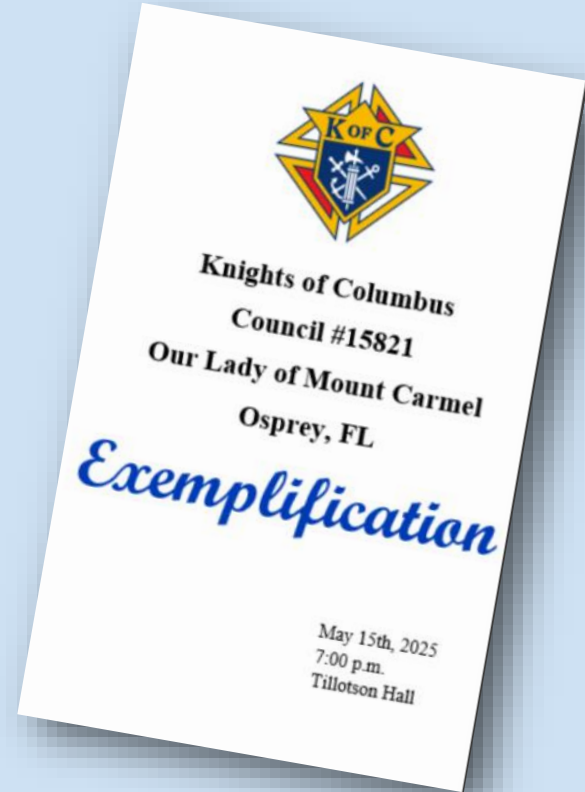 K OF C
Knights of Columbus
Council #15821
Our Lady of Mount Carmel
Osprey, FL
Exemplification
May 15th, 2025
7:00 p.m.
Tillotson Hall